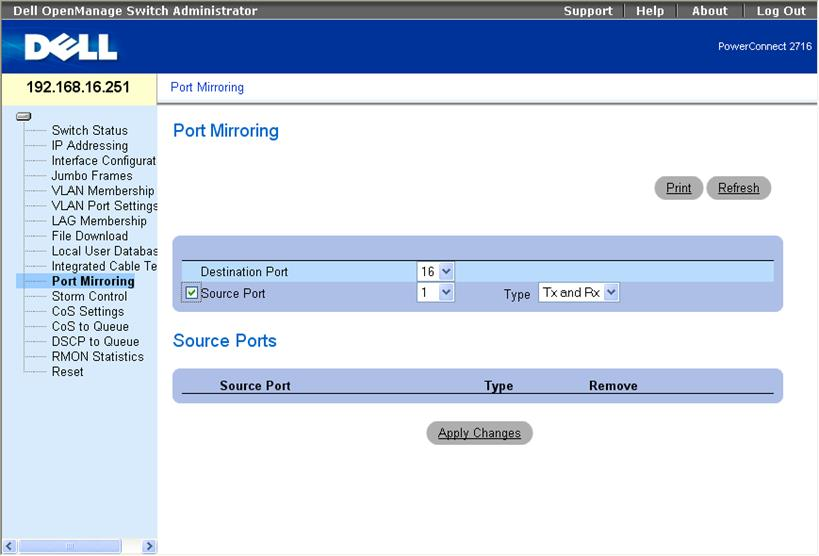 Dell OpenManage Switch Administrator
Support Help About Log Out
DELL
PowerConnect 2716
192.168.16.251
Port Mirroring
Switch Status
IP Addressing
Interface Configurat
Jumbo Frames
VLAN Membership
VLAN Port Settings
LAG Membership
File Download
Local User Databas
Integrated Cable Te
Port Mirroring
Storm Control
CoS Settings
CoS to Queue
DSCP to Queue
RMON Statistics
Reset
Port Mirroring
Print Refresh
Destination Port 16
Source Port 1 Type Tx and Rx
Source Ports
Source Port Type Remove
Apply Changes